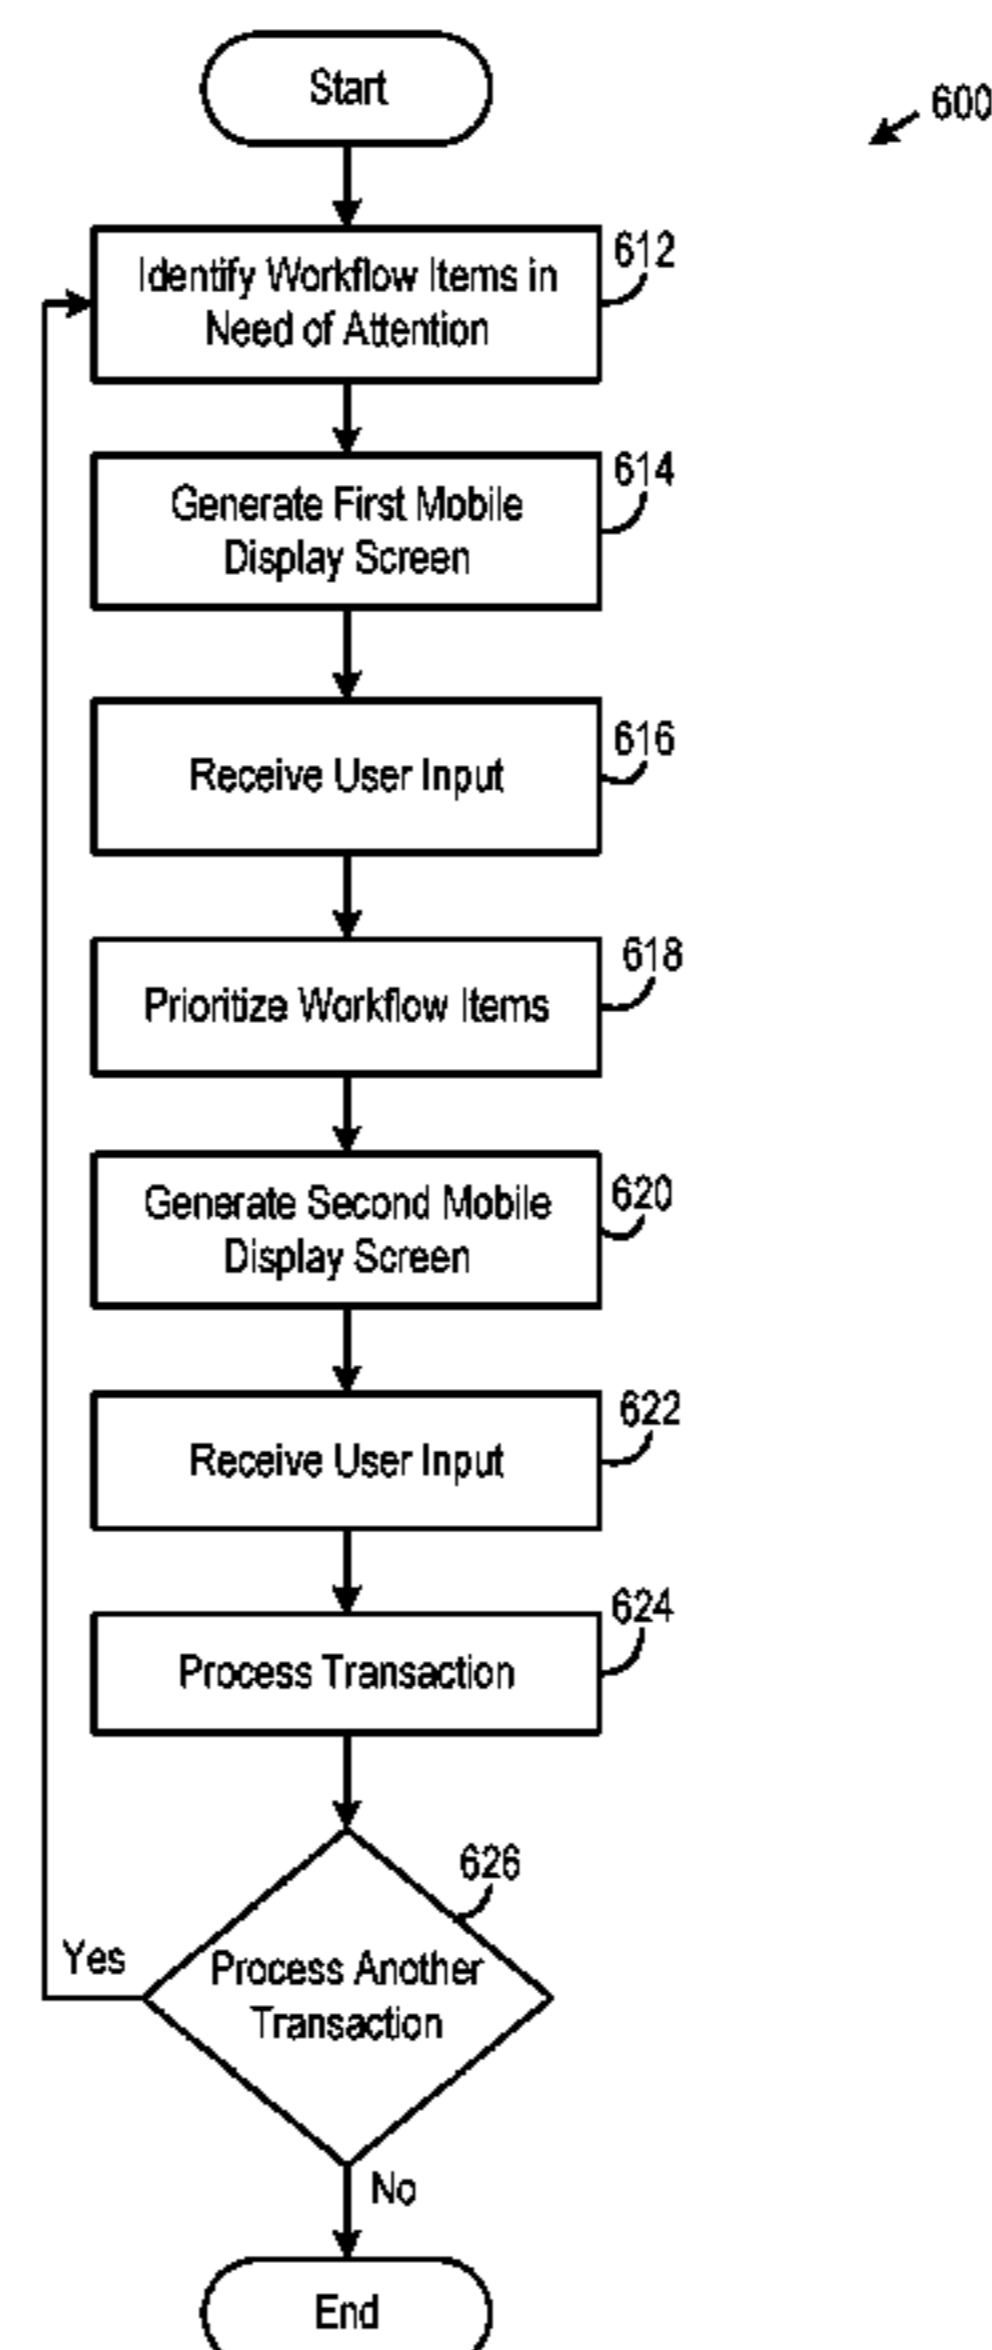 Start
600
Identify Workflow Items in
Need of Attention
612
Generate First Mobile
Display Screen
614
Receive User Input
616
Prioritize Workflow Items
618
Generate Second Mobile
Display Screen
620
Receive User Input
622
Process Transaction
624
626
Process Another
Transaction
Yes
No
End